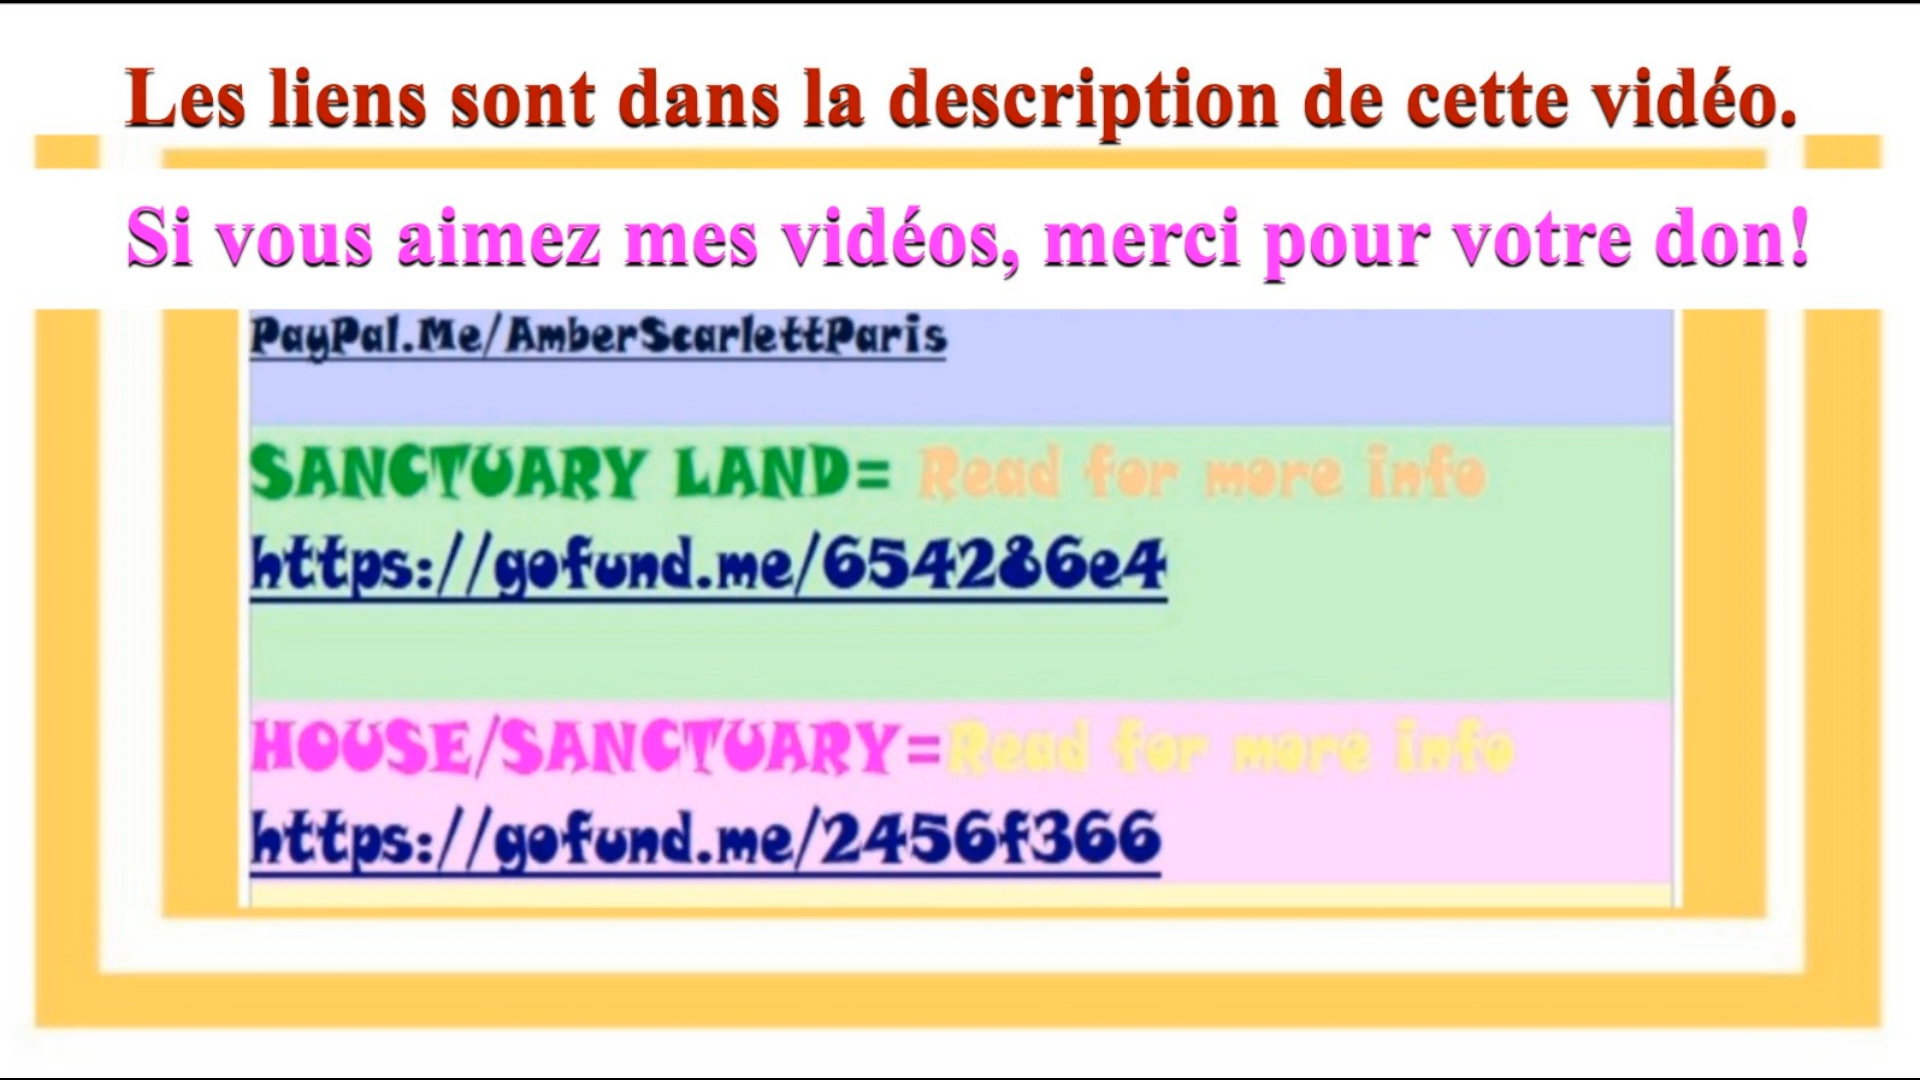 Les liens sont dans la description de cette vidéo.
Si vous aimez mes vidéos, merci pour votre don!
PayPal.Me/AmberScarlettParis
SANCTUARY LAND= Read for more info
https://gofund.me/654286e4
HOUSE/SANCTUARY=Read for more info
https://gofund.me/2456f366